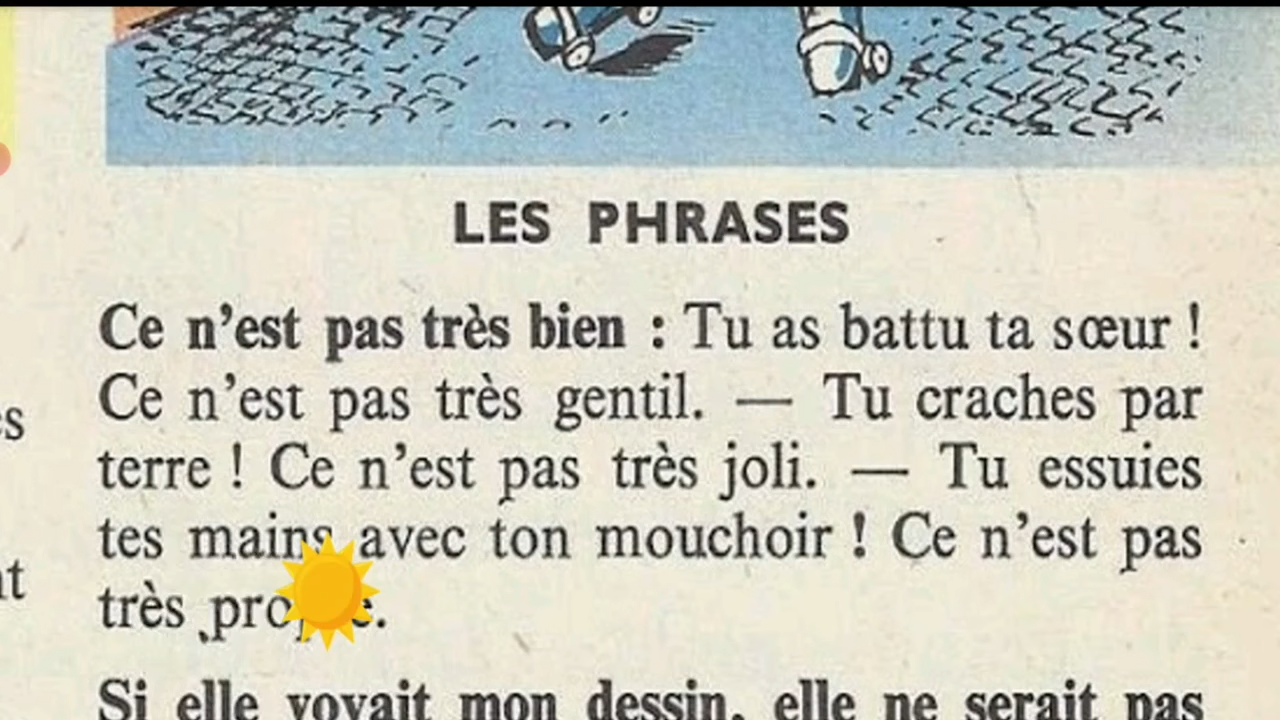 LES PHRASES
Ce n'est pas très bien : Tu as battu ta sœur !
Ce n'est pas très gentil. — Tu craches par
terre ! Ce n'est pas très joli. — Tu essuies
tes mains avec ton mouchoir ! Ce n'est pas
très
Si elle voyait mon dessin, elle ne serait pas